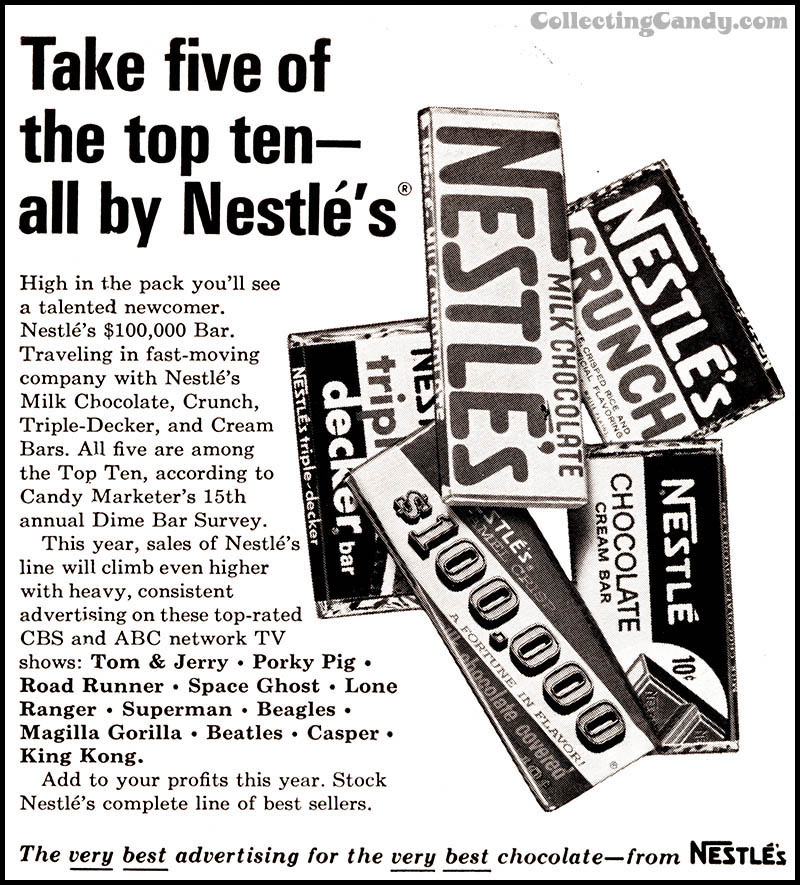 CollectingCandy.com
Take five of
the top ten—
all by Nestlé's®
High in the pack you'll see
a talented newcomer.
Nestlé's $100,000 Bar.
Traveling in fast-moving
company with Nestlé's
Milk Chocolate, Crunch,
Triple-Decker, and Cream
Bars. All five are among
the Top Ten, according to
Candy Marketer's 15th
annual Dime Bar Survey.
This year, sales of Nestlé's
line will climb even higher
with heavy, consistent
advertising on these top-rated
CBS and ABC network TV
shows: Tom & Jerry • Porky Pig •
Road Runner • Space Ghost • Lone
Ranger • Superman • Beagles •
Magilla Gorilla • Beatles • Casper •
King Kong.
Add to your profits this year. Stock
Nestlé's complete line of best sellers.
NESTLÉ'S
MILK CHOCOLATE
NESTLÉ'S
CRUNCH
CRISPED RICE AND
FLAVORING
NES
tripl
decker bar
NESTLÉ'S triple-decker
STLÉ'S
$100,000
A FORTUNE IN FLAVOR!
chocolate covered
NESTLÉ
CHOCOLATE
CREAM BAR
10¢
The very best advertising for the very best chocolate—from NESTLÉ'S